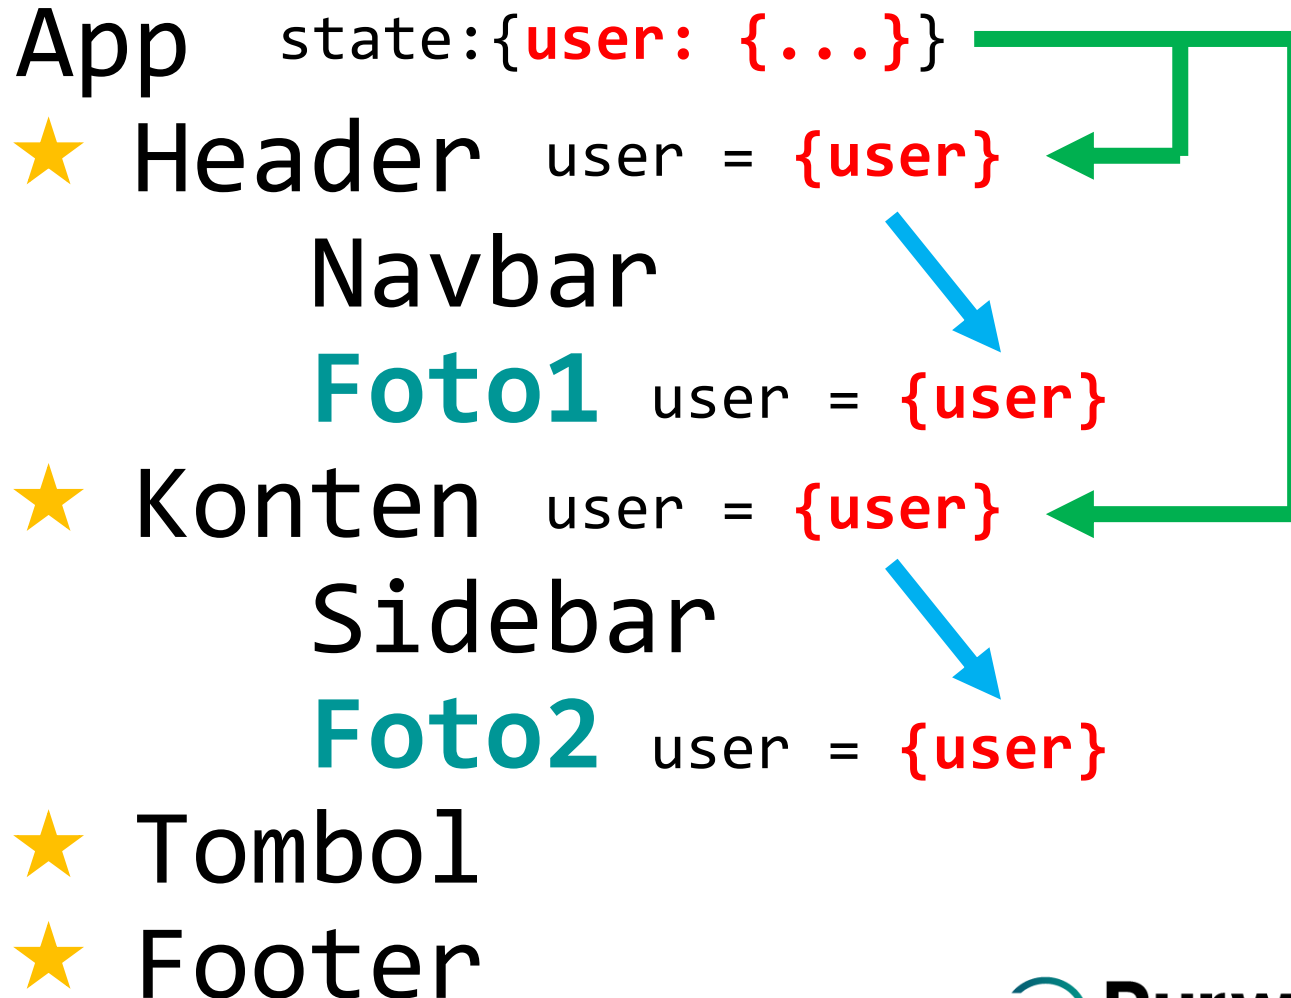 App state:{user: {...}}
★ Header user = {user}
Navbar
Foto1 user = {user}
★ Konten user = {user}
Sidebar
Foto2 user = {user}
★ Tombol
★ Footer